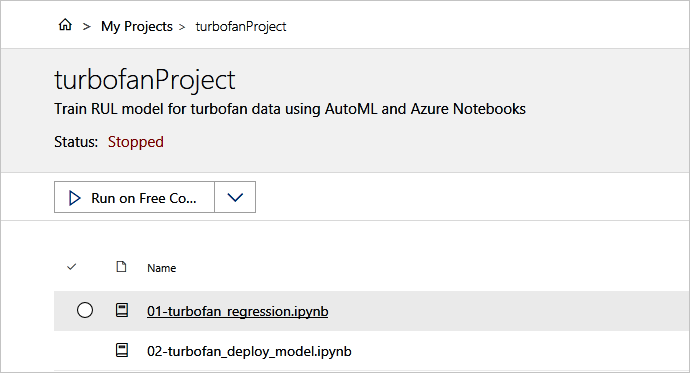 > My Projects > turbofanProject
turbofanProject
Train RUL model for turbofan data using AutoML and Azure Notebooks
Status: Stopped
Run on Free Co...
Name
01-turbofan_regression.ipynb
02-turbofan_deploy_model.ipynb